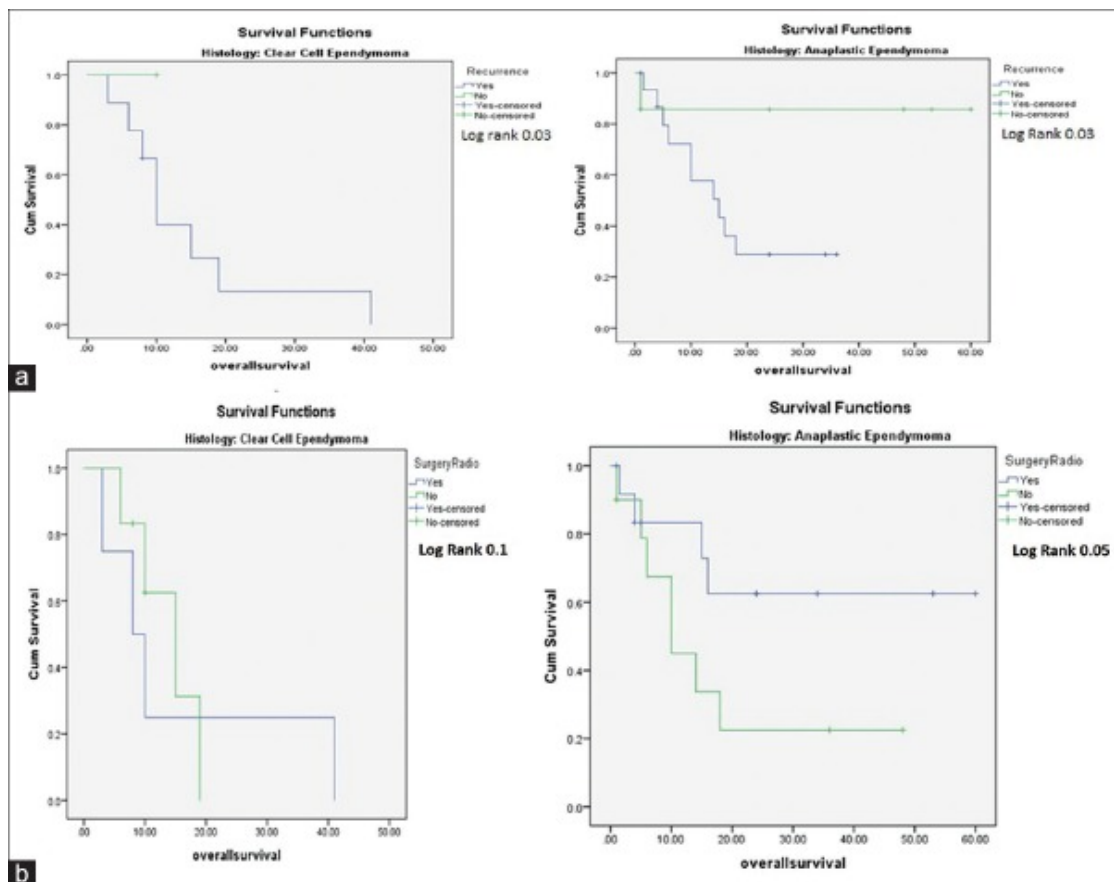 Survival Functions
Histology: Clear Cell Ependymoma
Recurrence
Yes
No
Yes-censored
No-censored
Log rank 0.03
Cum Survival
1.0
0.8
0.6
0.4
0.2
0.0
.00 10.00 20.00 30.00 40.00 50.00
overallsurvival
Survival Functions
Histology: Anaplastic Ependymoma
Recurrence
Yes
No
Yes-censored
No-censored
Log Rank 0.03
Cum Survival
1.0
0.8
0.6
0.4
0.2
0.0
.00 10.00 20.00 30.00 40.00 50.00 60.00
overallsurvival
a
Survival Functions
Histology: Clear Cell Ependymoma
SurgeryRadio
Yes
No
Yes-censored
No-censored
Log Rank 0.1
Cum Survival
1.0
0.8
0.6
0.4
0.2
0.0
.00 10.00 20.00 30.00 40.00 50.00
overallsurvival
Survival Functions
Histology: Anaplastic Ependymoma
SurgeryRadio
Yes
No
Yes-censored
No-censored
Log Rank 0.05
Cum Survival
1.0
0.8
0.6
0.4
0.2
0.0
.00 10.00 20.00 30.00 40.00 50.00 60.00
overallsurvival
b